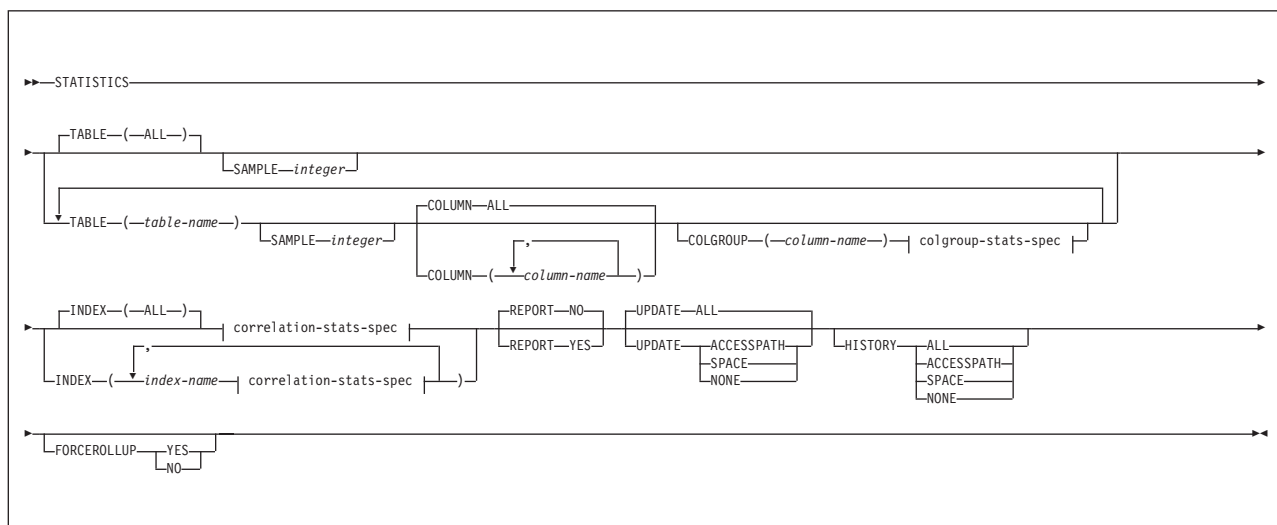 STATISTICS
TABLE ( ALL )
SAMPLE integer
TABLE ( table-name )
SAMPLE integer
COLUMN ALL
COLUMN ( , column-name )
COLGROUP ( column-name ) colgroup-stats-spec
INDEX ( ALL ) correlation-stats-spec
INDEX ( , index-name correlation-stats-spec )
REPORT NO
REPORT YES
UPDATE ALL
UPDATE ACCESSPATH
SPACE
NONE
HISTORY ALL
ACCESSPATH
SPACE
NONE
FORCEROLLUP YES
NO